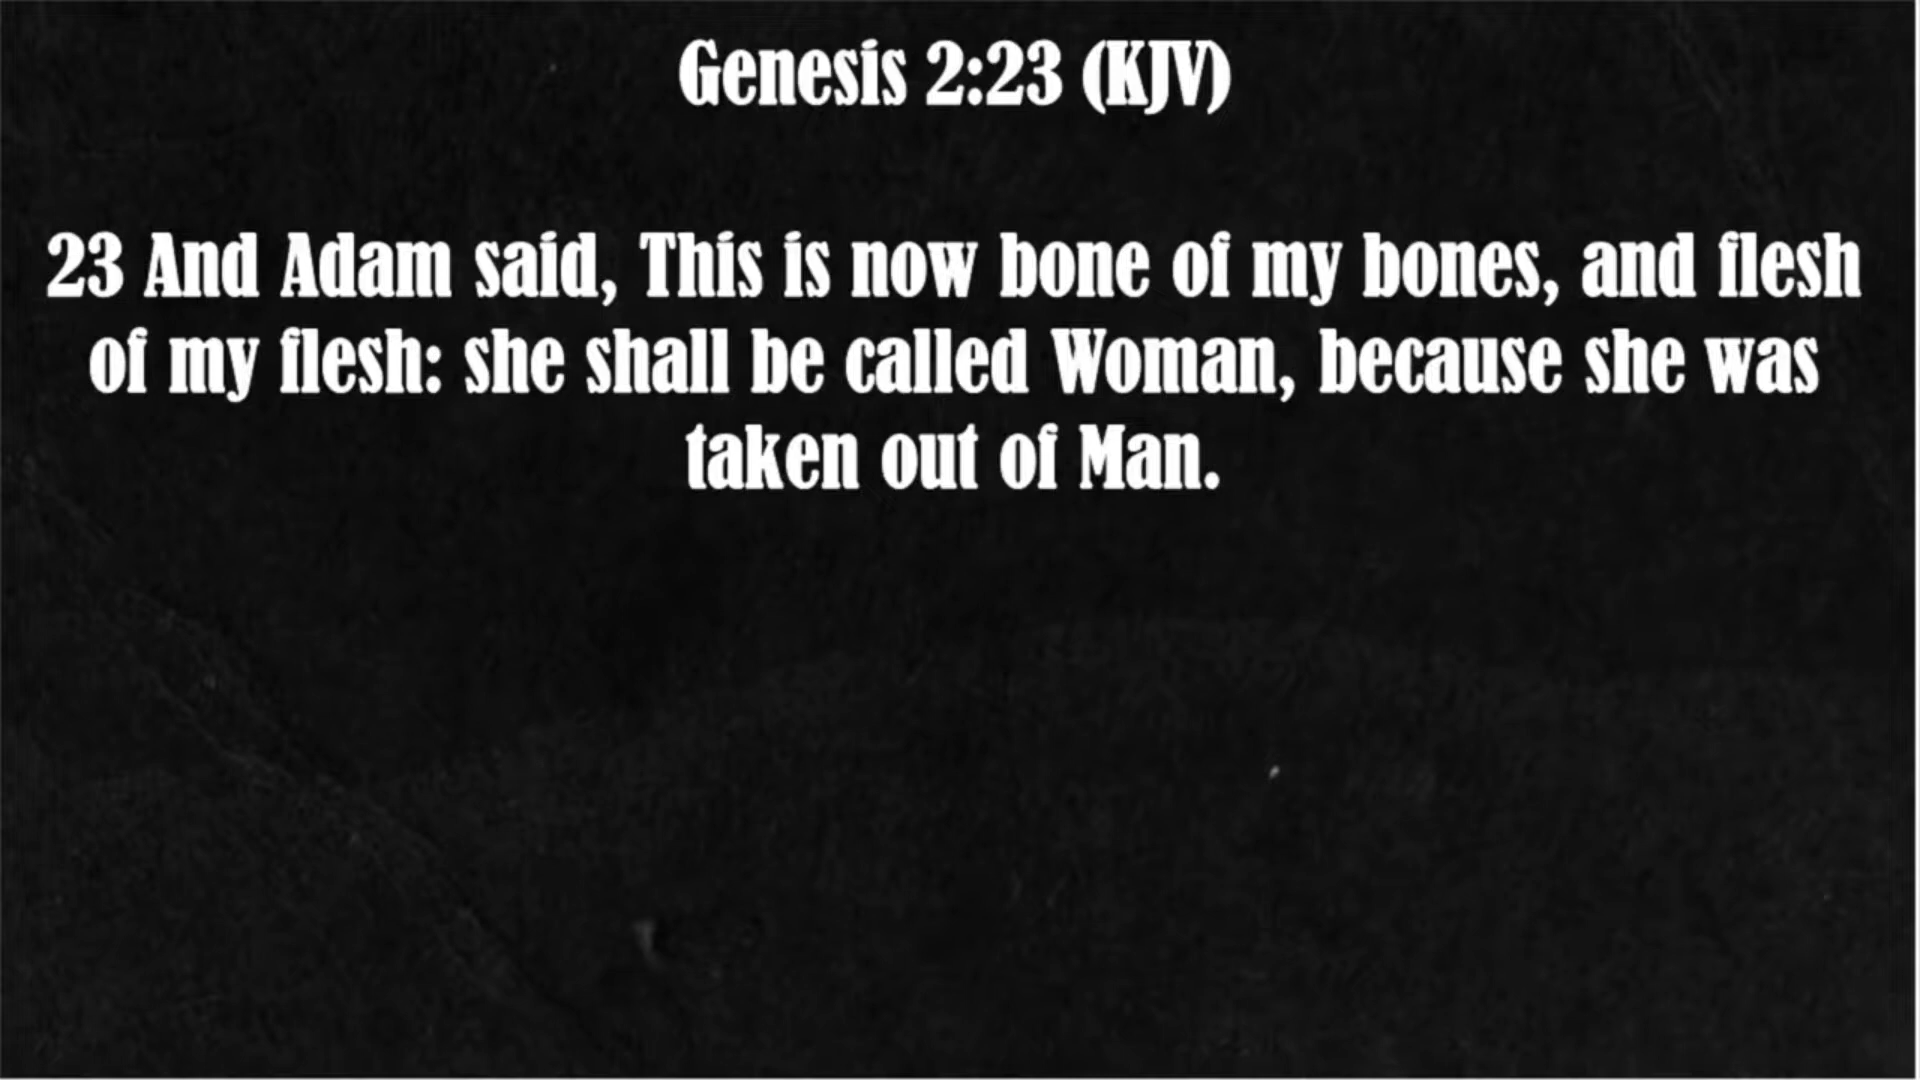 Genesis 2:23 (KJV)
23 And Adam said, This is now bone of my bones, and flesh
of my flesh: she shall be called Woman, because she was
taken out of Man.